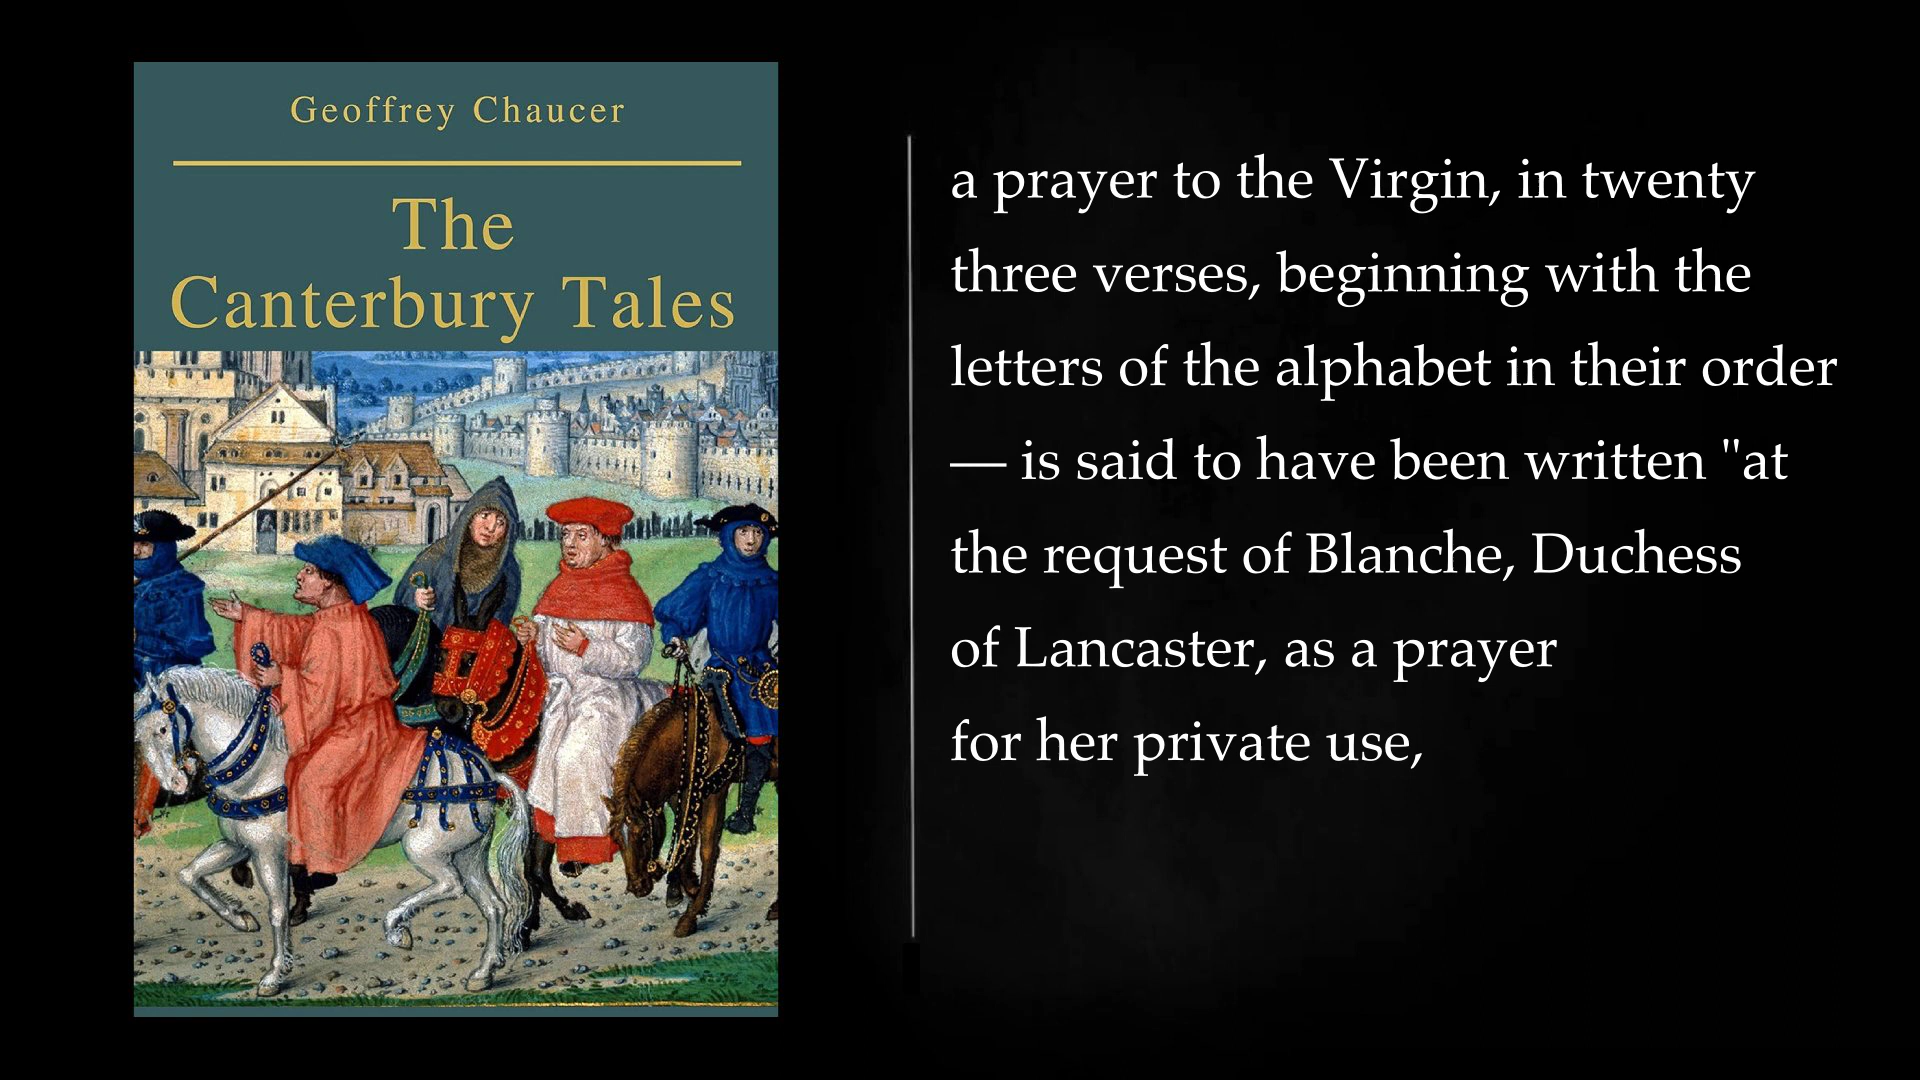 Geoffrey Chaucer
The
Canterbury Tales
a prayer to the Virgin, in twenty
three verses, beginning with the
letters of the alphabet in their order
— is said to have been written "at
the request of Blanche, Duchess
of Lancaster, as a prayer
for her private use,